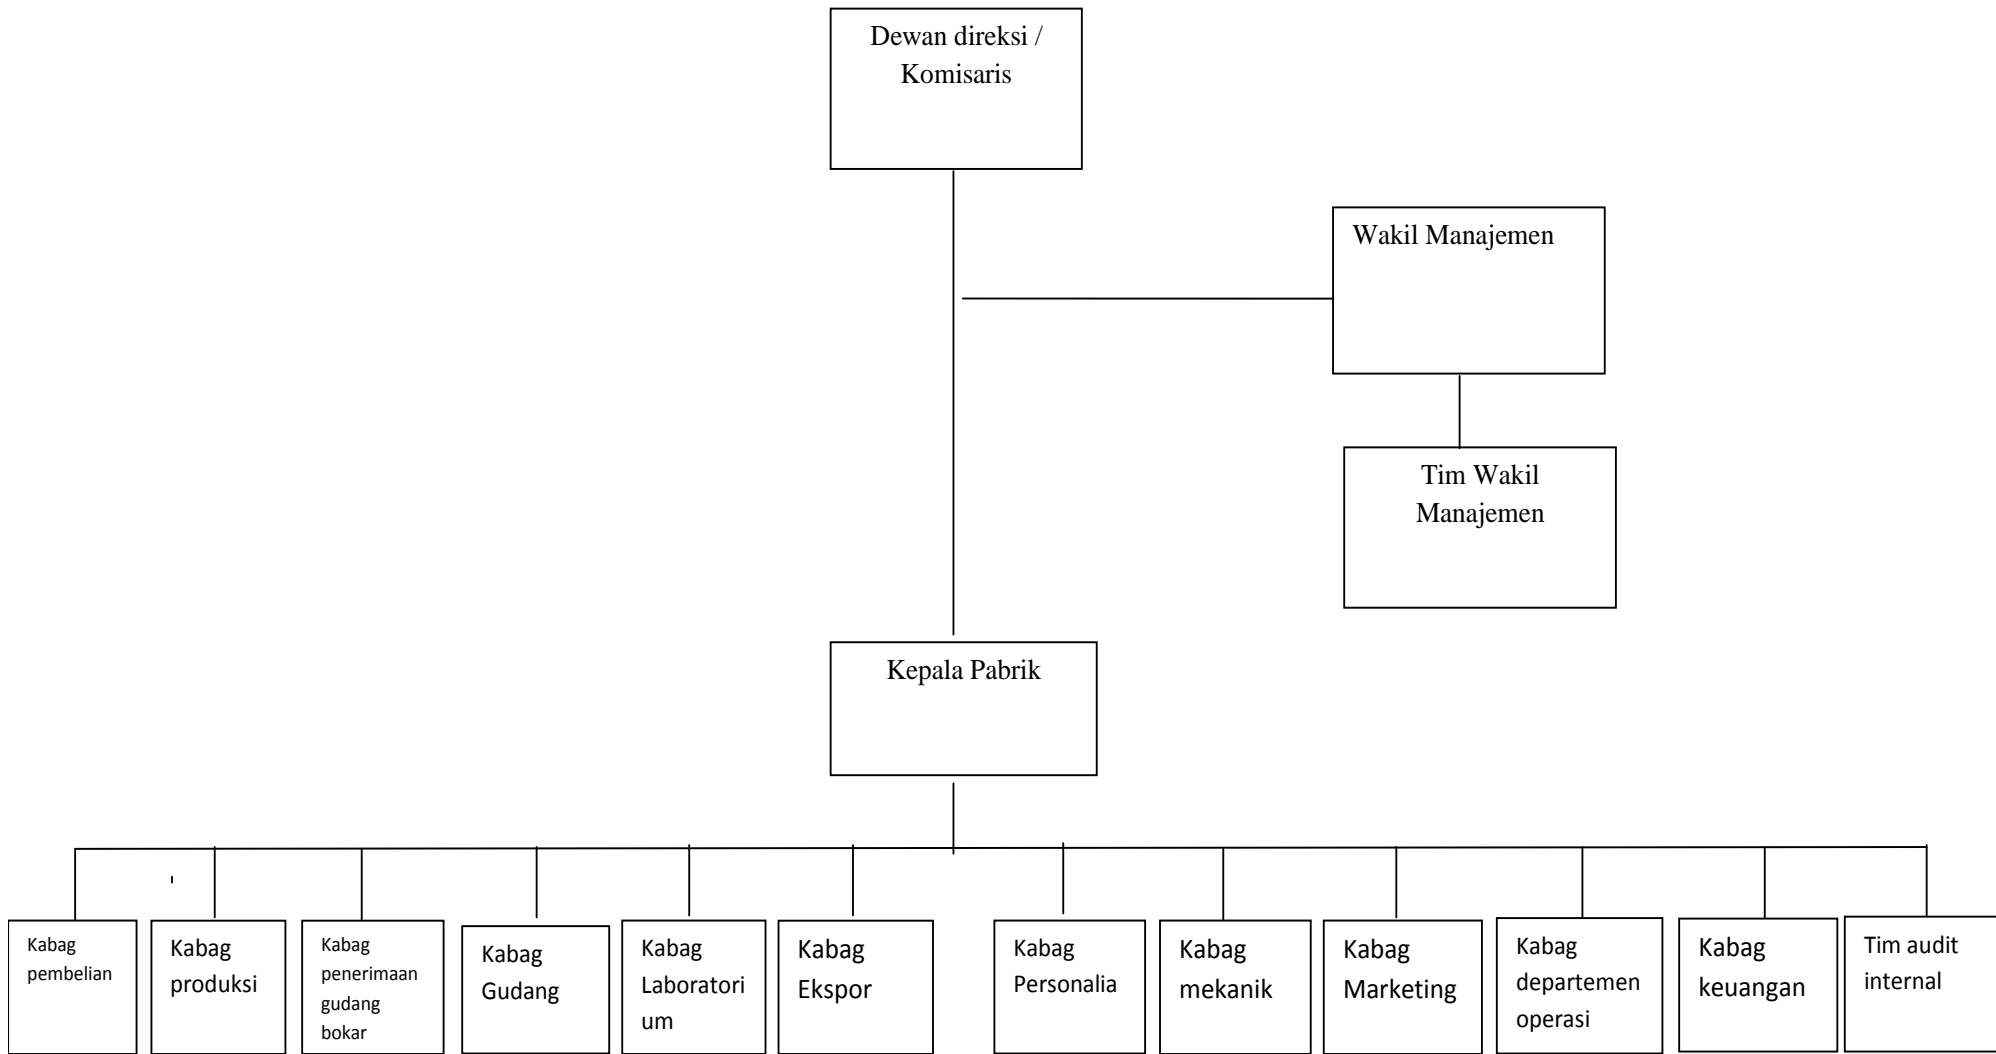 Dewan direksi /
Komisaris
Wakil Manajemen
Tim Wakil
Manajemen
Kepala Pabrik
Kabag
pembelian
Kabag
produksi
Kabag
penerimaan
gudang
bokar
Kabag
Gudang
Kabag
Laboratori
um
Kabag
Ekspor
Kabag
Personalia
Kabag
mekanik
Kabag
Marketing
Kabag
departemen
operasi
Kabag
keuangan
Tim audit
internal